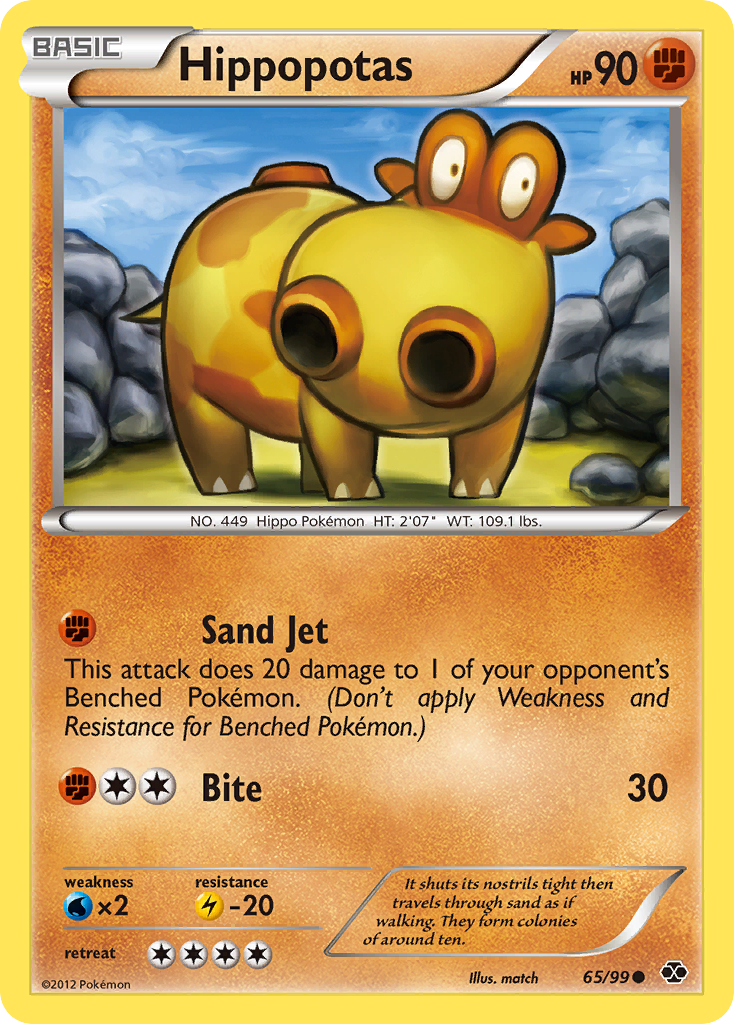 BASIC
Hippopotas
HP 90
NO. 449 Hippo Pokémon HT: 2'07" WT: 109.1 lbs.
Sand Jet
This attack does 20 damage to 1 of your opponent's
Benched Pokémon. (Don't apply Weakness and
Resistance for Benched Pokémon.)
Bite 30
weakness
×2
resistance
-20
retreat
It shuts its nostrils tight then
travels through sand as if
walking. They form colonies
of around ten.
©2012 Pokémon
Illus. match
65/99
X